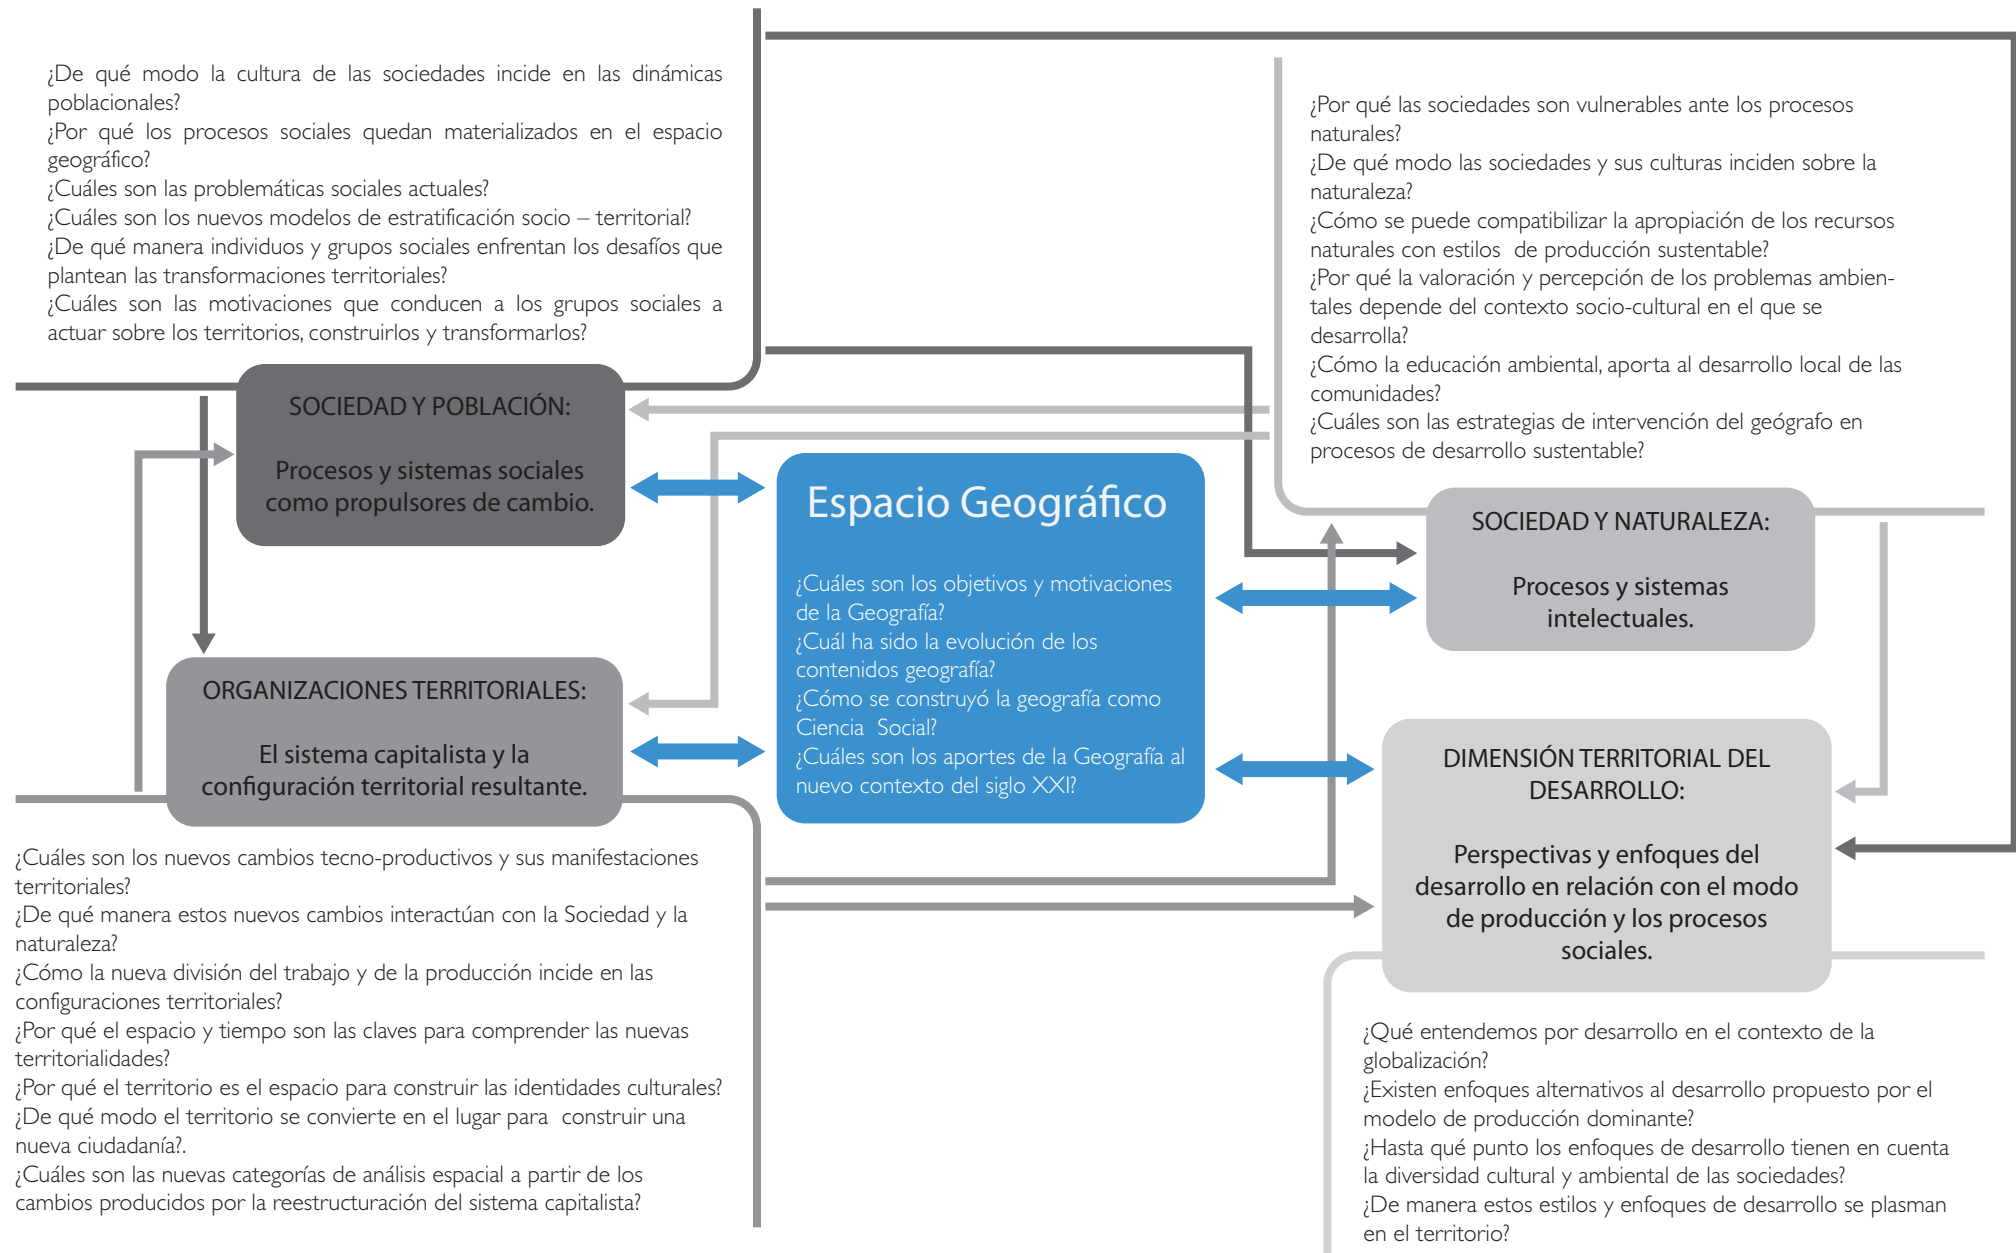 ¿De qué modo la cultura de las sociedades incide en las dinámicas
poblacionales?
¿Por qué los procesos sociales quedan materializados en el espacio
geográfico?
¿Cuáles son las problemáticas sociales actuales?
¿Cuáles son los nuevos modelos de estratificación socio – territorial?
¿De qué manera individuos y grupos sociales enfrentan los desafíos que
plantean las transformaciones territoriales?
¿Cuáles son las motivaciones que conducen a los grupos sociales a
actuar sobre los territorios, construirlos y transformarlos?
SOCIEDAD Y POBLACIÓN:
Procesos y sistemas sociales
como propulsores de cambio.
¿Por qué las sociedades son vulnerables ante los procesos
naturales?
¿De qué modo las sociedades y sus culturas inciden sobre la
naturaleza?
¿Cómo se puede compatibilizar la apropiación de los recursos
naturales con estilos de producción sustentable?
¿Por qué la valoración y percepción de los problemas ambien-
tales depende del contexto socio-cultural en el que se
desarrolla?
¿Cómo la educación ambiental, aporta al desarrollo local de las
comunidades?
¿Cuáles son las estrategias de intervención del geógrafo en
procesos de desarrollo sustentable?
SOCIEDAD Y NATURALEZA:
Procesos y sistemas
intelectuales.
Espacio Geográfico
¿Cuáles son los objetivos y motivaciones
de la Geografía?
¿Cuál ha sido la evolución de los
contenidos geografía?
¿Cómo se construyó la geografía como
Ciencia Social?
¿Cuáles son los aportes de la Geografía al
nuevo contexto del siglo XXI?
ORGANIZACIONES TERRITORIALES:
El sistema capitalista y la
configuración territorial resultante.
¿Cuáles son los nuevos cambios tecno-productivos y sus manifestaciones
territoriales?
¿De qué manera estos nuevos cambios interactúan con la Sociedad y la
naturaleza?
¿Cómo la nueva división del trabajo y de la producción incide en las
configuraciones territoriales?
¿Por qué el espacio y tiempo son las claves para comprender las nuevas
territorialidades?
¿Por qué el territorio es el espacio para construir las identidades culturales?
¿De qué modo el territorio se convierte en el lugar para construir una
nueva ciudadanía?.
¿Cuáles son las nuevas categorías de análisis espacial a partir de los
cambios producidos por la reestructuración del sistema capitalista?
DIMENSIÓN TERRITORIAL DEL
DESARROLLO:
Perspectivas y enfoques del
desarrollo en relación con el modo
de producción y los procesos
sociales.
¿Qué entendemos por desarrollo en el contexto de la
globalización?
¿Existen enfoques alternativos al desarrollo propuesto por el
modelo de producción dominante?
¿Hasta qué punto los enfoques de desarrollo tienen en cuenta
la diversidad cultural y ambiental de las sociedades?
¿De manera estos estilos y enfoques de desarrollo se plasman
en el territorio?